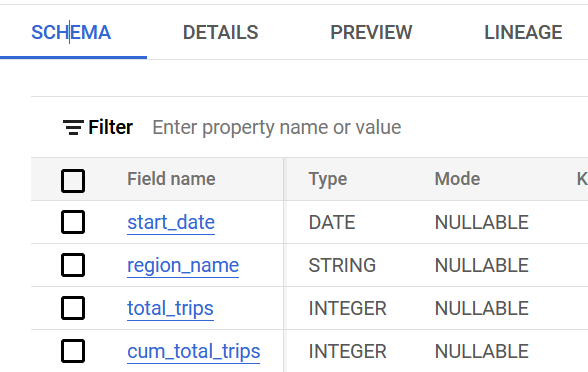 SCHEMA DETAILS PREVIEW LINEAGE
Filter Enter property name or value
Field name Type Mode K
start_date DATE NULLABLE
region_name STRING NULLABLE
total_trips INTEGER NULLABLE
cum_total_trips INTEGER NULLABLE